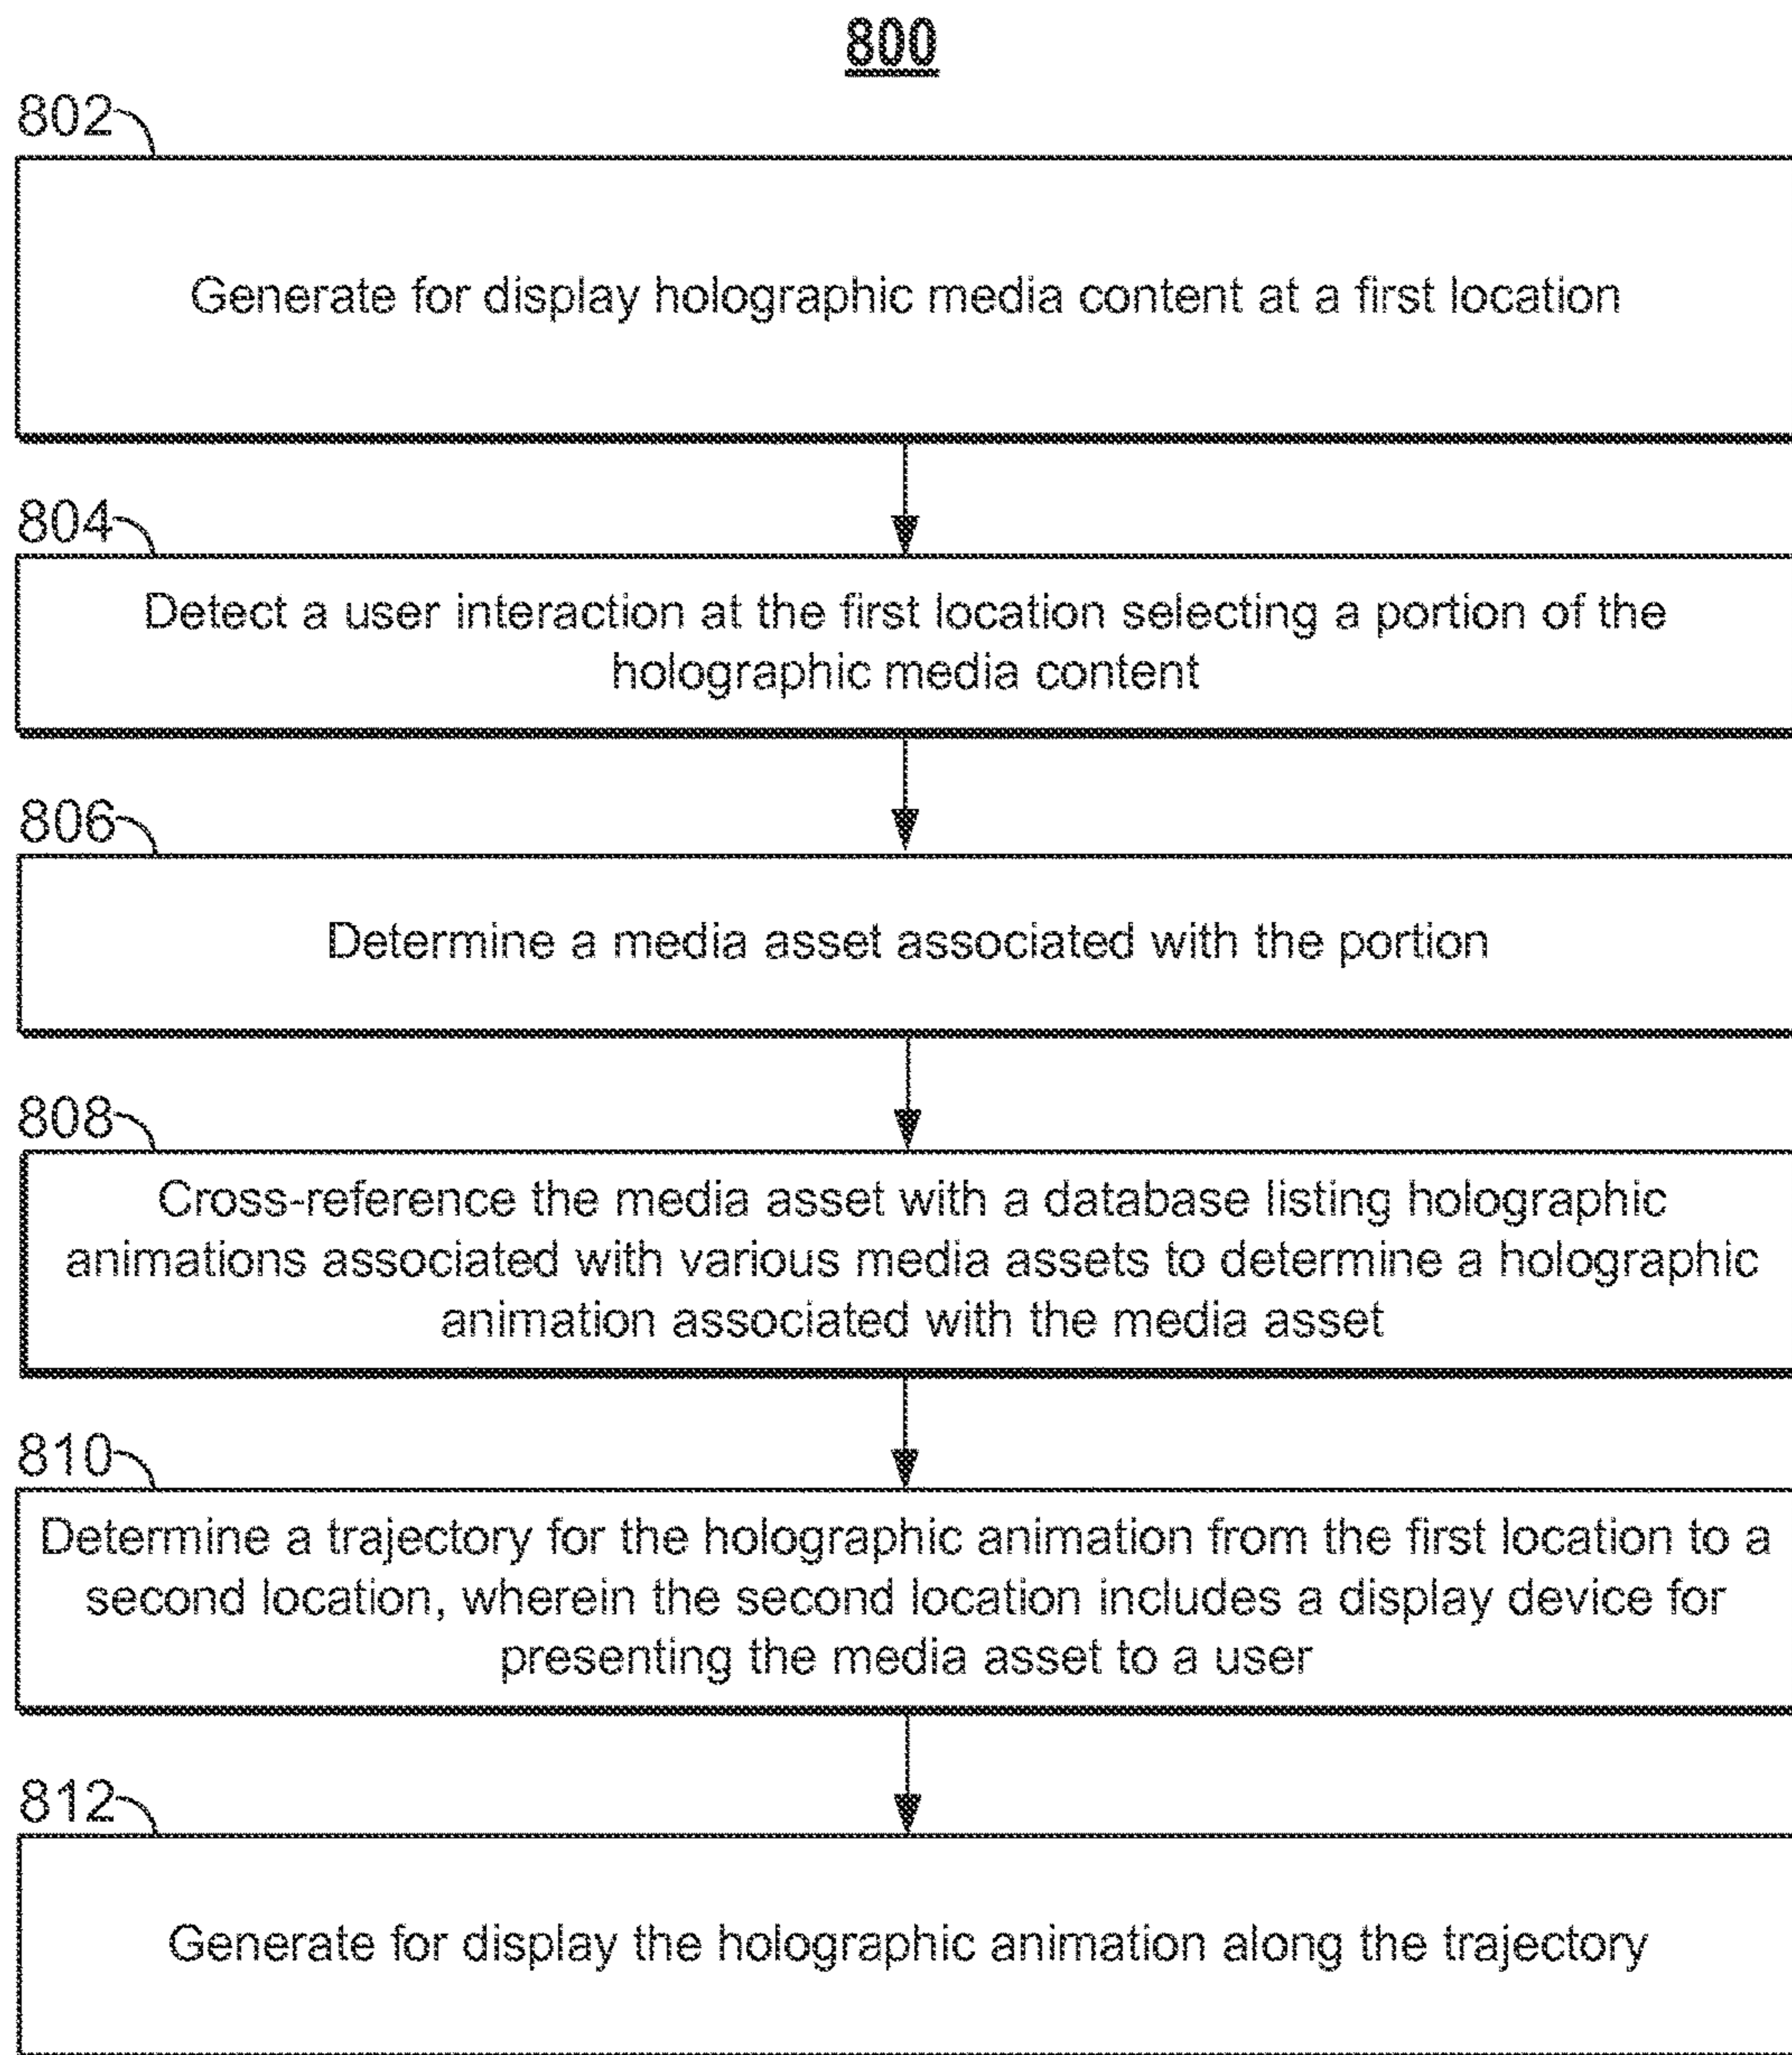 800
802
Generate for display holographic media content at a first location
804
Detect a user interaction at the first location selecting a portion of the
holographic media content
806
Determine a media asset associated with the portion
808
Cross-reference the media asset with a database listing holographic
animations associated with various media assets to determine a holographic
animation associated with the media asset
810
Determine a trajectory for the holographic animation from the first location to a
second location, wherein the second location includes a display device for
presenting the media asset to a user
812
Generate for display the holographic animation along the trajectory